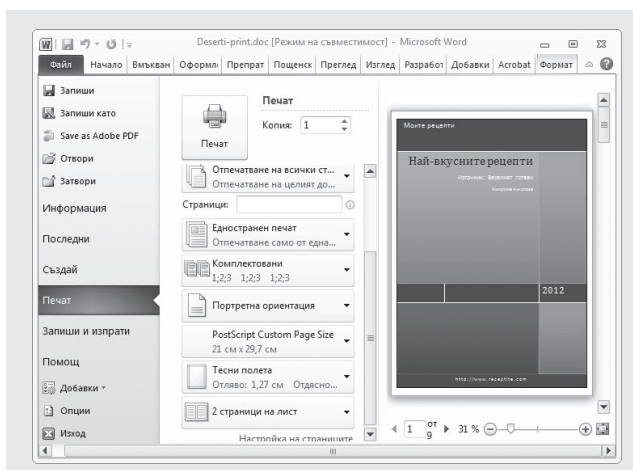 Deserti-print.doc [Режим на съвместимост] - Microsoft Word
Файл Начало Вмъкван Оформл Препрат Пощенск Преглед Изглед Разработ Добавки Acrobat Формат
Запиши
Запиши като
Save as Adobe PDF
Отвори
Затвори
Информация
Последни
Създай
Печат
Запиши и изпрати
Помощ
Добавки
Опции
Изход
Печат
Печат
Копия: 1
Отпечатване на всички ст...
Отпечатване на целият до...
Страници:
Едностранен печат
Отпечатване само от една...
Комплектовани
1;2;3 1;2;3 1;2;3
Портретна ориентация
PostScript Custom Page Size
21 см x 29,7 см
Тесни полета
Отляво: 1,27 см Отдясно...
2 страници на лист
Настройка на страниците
Моите рецепти
Най-вкусните рецепти
2012
http://www.receptite.com
1 от 9 31 %